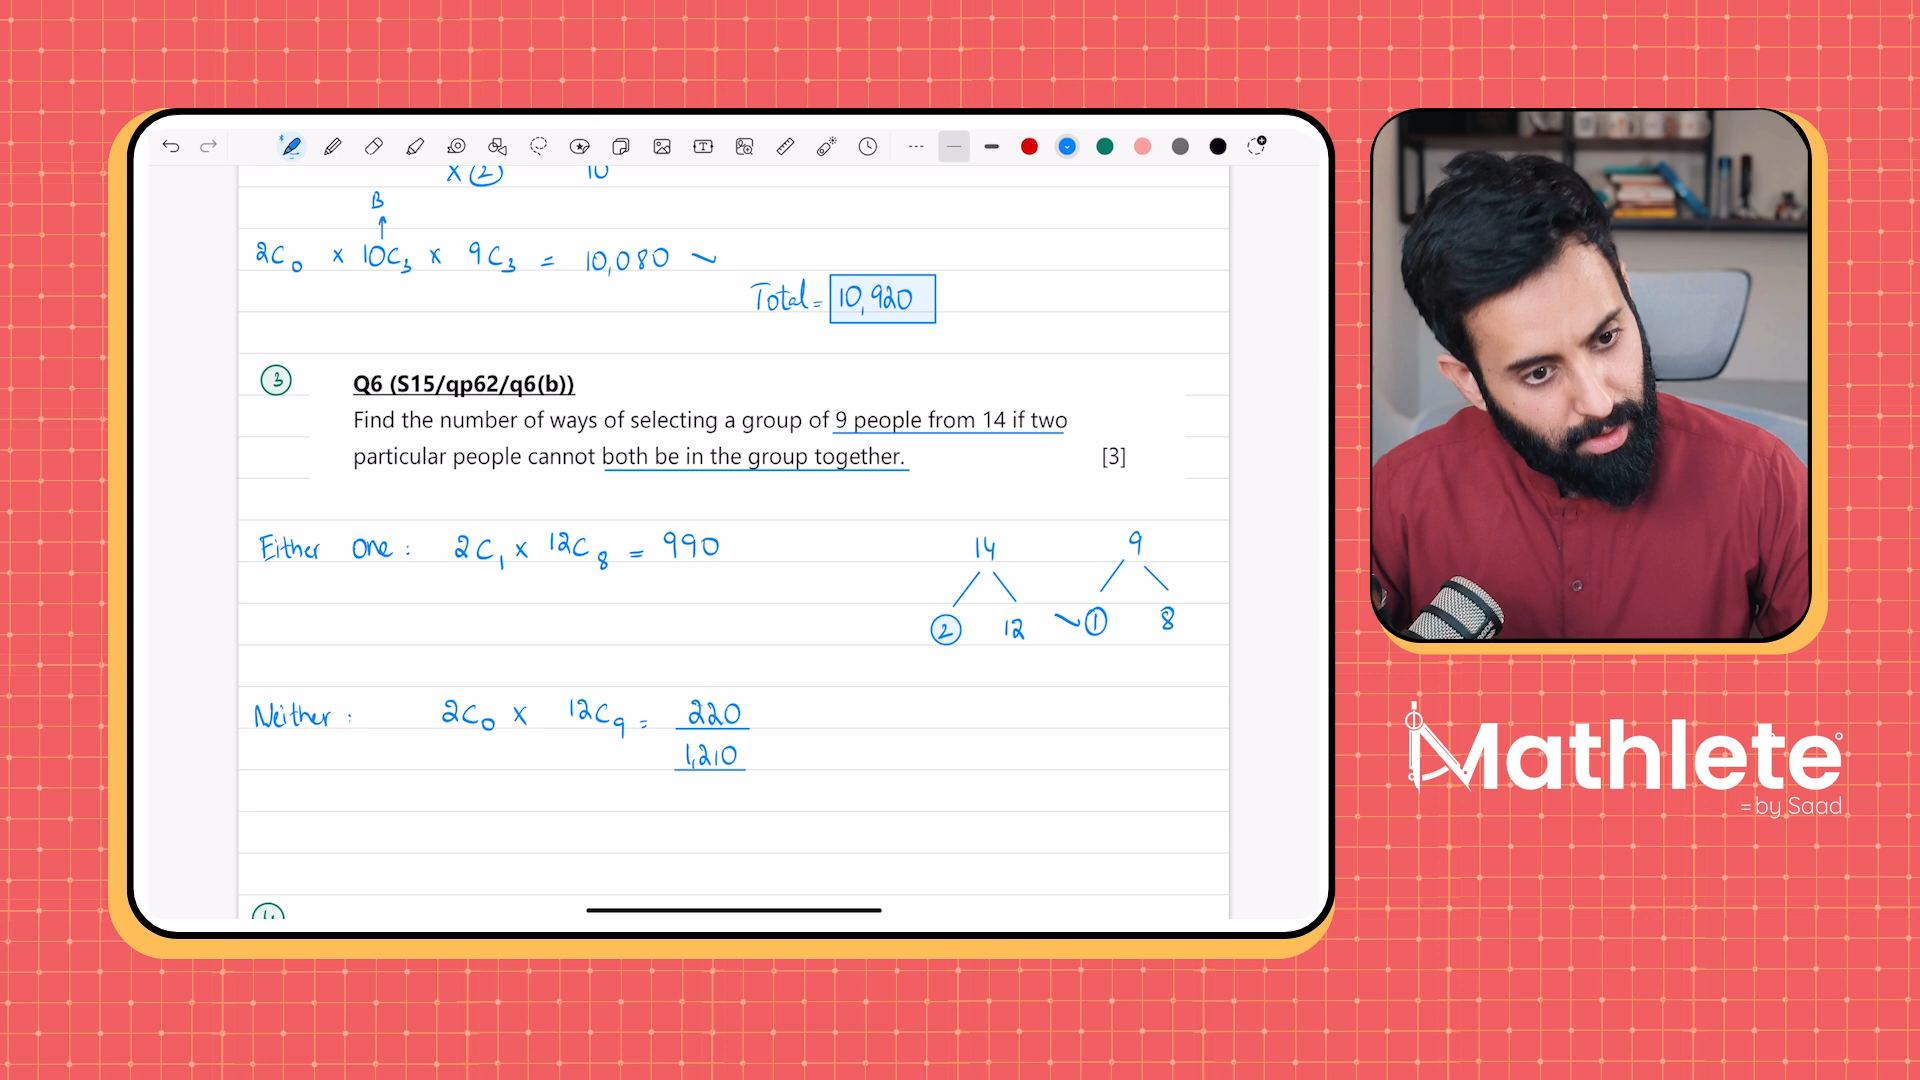 × 2 10
B
2C0 × 10C3 × 9C3 = 10,080
Total = 10,920
3 Q6 (S15/qp62/q6(b))
Find the number of ways of selecting a group of 9 people from 14 if two
particular people cannot both be in the group together. [3]
Either One : 2C1 × 12C8 = 990
14 9
2 12 1 8
Neither : 2C0 × 12C9 = 220
1,210
Mathlete
= by Saad